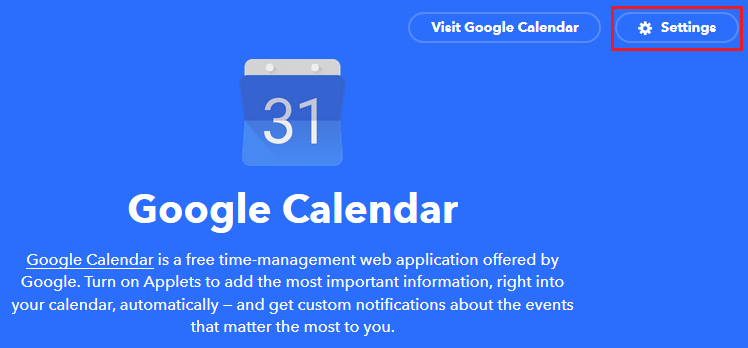 Visit Google Calendar
Settings
31
Google Calendar
Google Calendar is a free time-management web application offered by
Google. Turn on Applets to add the most important information, right into
your calendar, automatically — and get custom notifications about the events
that matter the most to you.